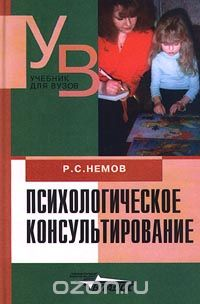 УВ
УЧЕБНИК
ДЛЯ ВУЗОВ
Р.С.НЕМОВ
ПСИХОЛОГИЧЕСКОЕ
КОНСУЛЬТИРОВАНИЕ
ozon.ru